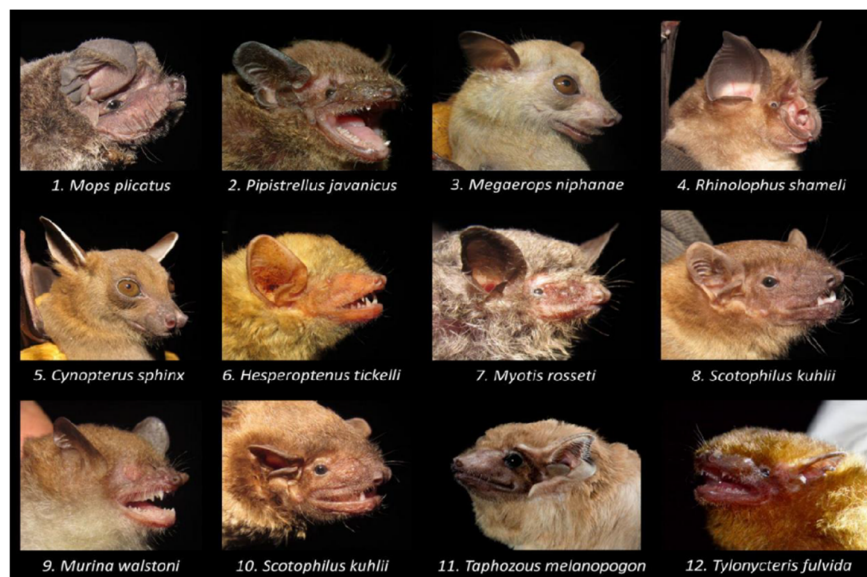 1. Mops plicatus
2. Pipistrellus javanicus
3. Megaerops niphanae
4. Rhinolophus shameli
5. Cynopterus sphinx
6. Hesperoptenus tickelli
7. Myotis rosseti
8. Scotophilus kuhlii
9. Murina walstoni
10. Scotophilus kuhlii
11. Taphozous melanopogon
12. Tylonycteris fulvida